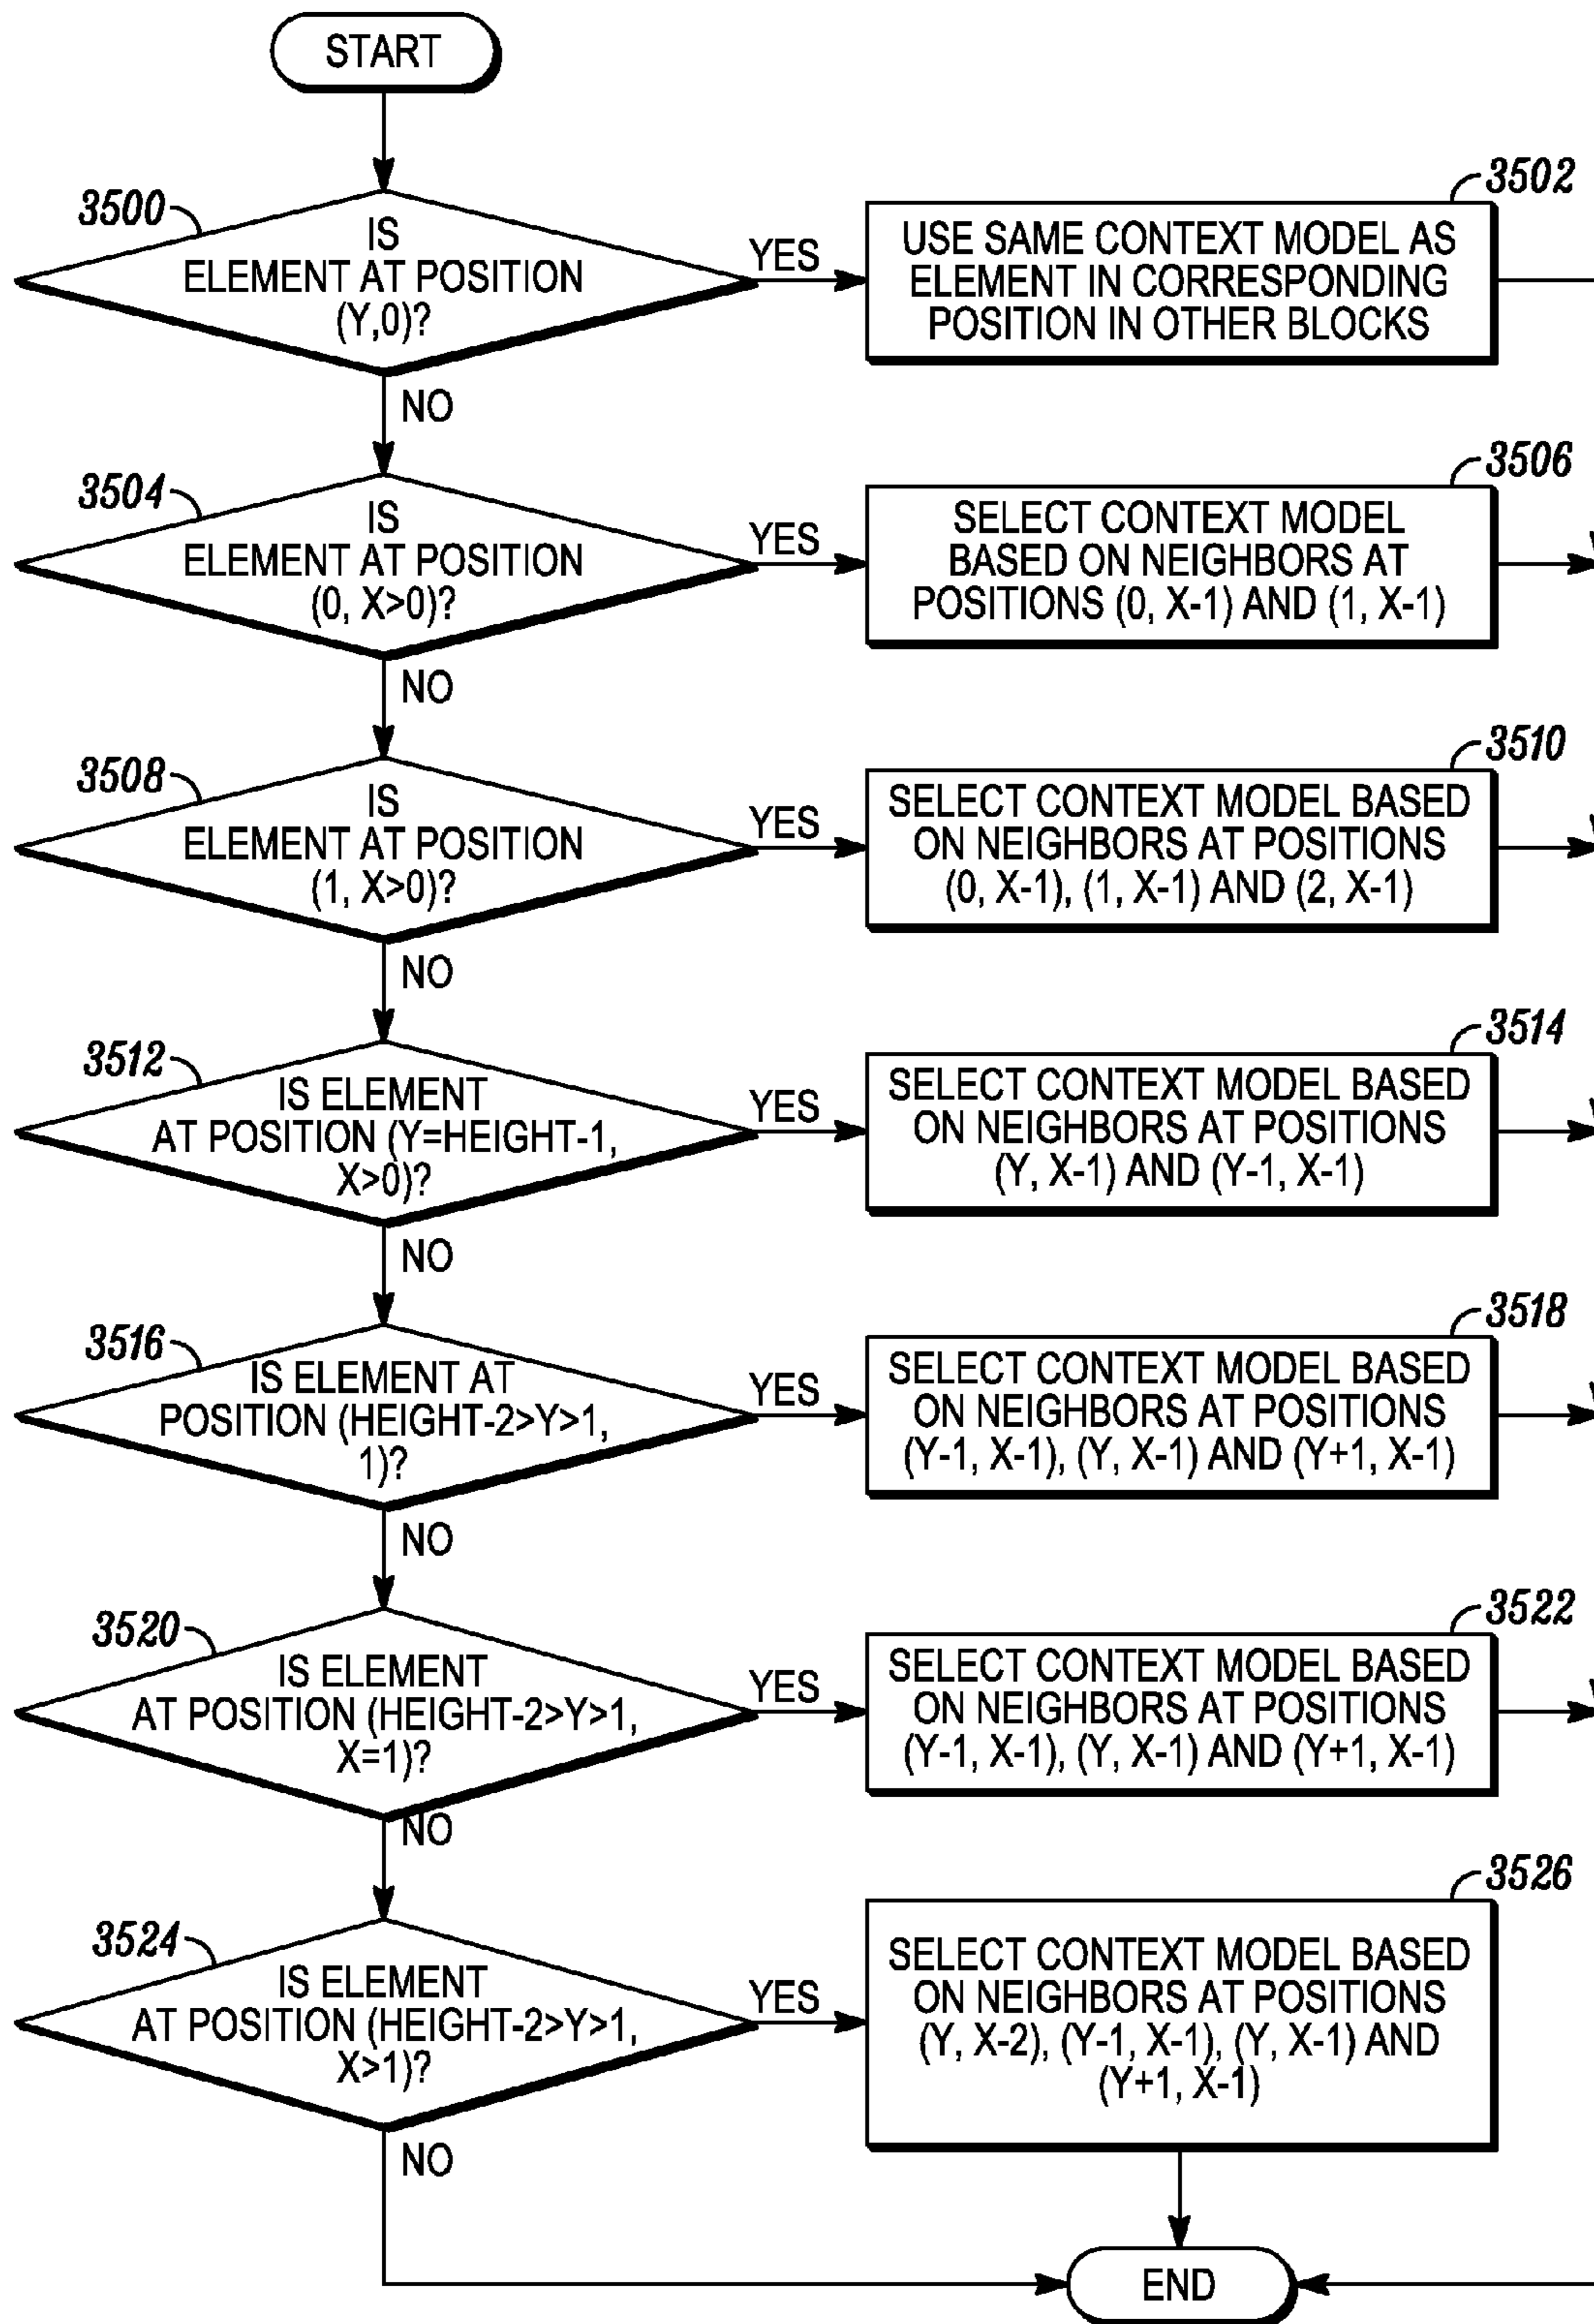 START
3500
IS
ELEMENT AT POSITION
(Y,0)?
YES
3502
USE SAME CONTEXT MODEL AS
ELEMENT IN CORRESPONDING
POSITION IN OTHER BLOCKS
NO
3504
IS
ELEMENT AT POSITION
(0, X>0)?
YES
3506
SELECT CONTEXT MODEL
BASED ON NEIGHBORS AT
POSITIONS (0, X-1) AND (1, X-1)
NO
3508
IS
ELEMENT AT POSITION
(1, X>0)?
YES
3510
SELECT CONTEXT MODEL BASED
ON NEIGHBORS AT POSITIONS
(0, X-1), (1, X-1) AND (2, X-1)
NO
3512
IS ELEMENT
AT POSITION (Y=HEIGHT-1,
X>0)?
YES
3514
SELECT CONTEXT MODEL BASED
ON NEIGHBORS AT POSITIONS
(Y, X-1) AND (Y-1, X-1)
NO
3516
IS ELEMENT AT
POSITION (HEIGHT-2>Y>1,
1)?
YES
3518
SELECT CONTEXT MODEL BASED
ON NEIGHBORS AT POSITIONS
(Y-1, X-1), (Y, X-1) AND (Y+1, X-1)
NO
3520
IS ELEMENT
AT POSITION (HEIGHT-2>Y>1,
X=1)?
YES
3522
SELECT CONTEXT MODEL BASED
ON NEIGHBORS AT POSITIONS
(Y-1, X-1), (Y, X-1) AND (Y+1, X-1)
NO
3524
IS ELEMENT
AT POSITION (HEIGHT-2>Y>1,
X>1)?
YES
3526
SELECT CONTEXT MODEL BASED
ON NEIGHBORS AT POSITIONS
(Y, X-2), (Y-1, X-1), (Y, X-1) AND
(Y+1, X-1)
NO
END